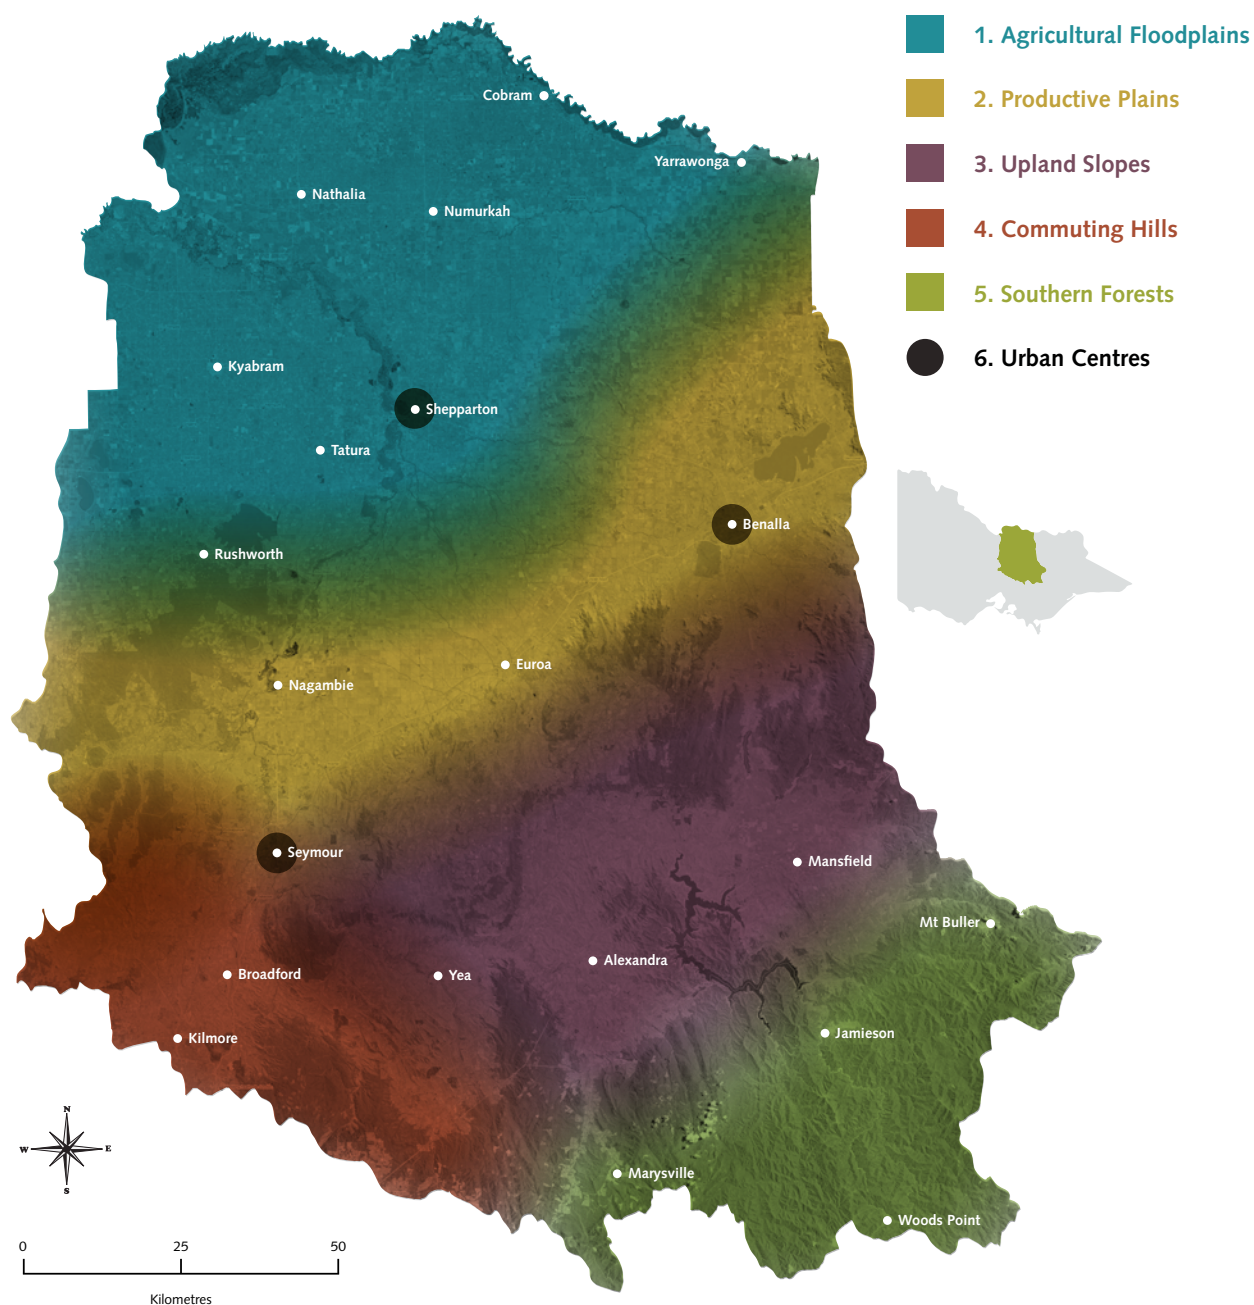 1. Agricultural Floodplains
2. Productive Plains
3. Upland Slopes
4. Commuting Hills
5. Southern Forests
6. Urban Centres
Cobram
Yarrawonga
Nathalia
Numurkah
Kyabram
Shepparton
Tatura
Benalla
Rushworth
Euroa
Nagambie
Seymour
Mansfield
Mt Buller
Alexandra
Broadford
Yea
Jamieson
Kilmore
N
W
E
S
Marysville
Woods Point
0 25 50
Kilometres